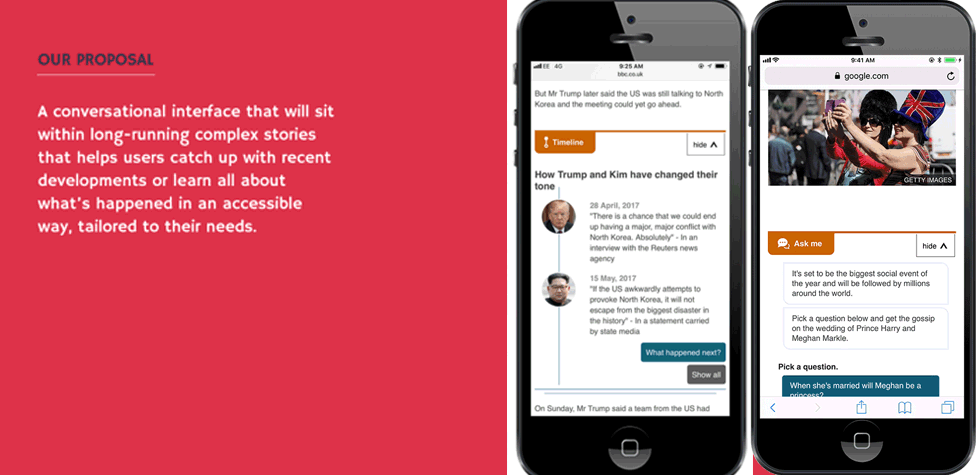 OUR PROPOSAL
A conversational interface that will sit
within long-running complex stories
that helps users catch up with recent
developments or learn all about
what's happened in an accessible
way, tailored to their needs.
EE 4G 9:25 AM
bbc.co.uk
But Mr Trump later said the US was still talking to North
Korea and the meeting could yet go ahead.
Timeline
hide
How Trump and Kim have changed their
tone
28 April, 2017
"There is a chance that we could end
up having a major, major conflict with
North Korea. Absolutely" - In an
interview with the Reuters news
agency
15 May, 2017
"If the US awkwardly attempts to
provoke North Korea, it will not
escape from the biggest disaster in
the history" - In a statement carried
by state media
What happened next?
Show all
On Sunday, Mr Trump said a team from the US had
9:41 AM
google.com
GETTY IMAGES
Ask me
hide
It's set to be the biggest social event of
the year and will be followed by millions
around the world.
Pick a question below and get the gossip
on the wedding of Prince Harry and
Meghan Markle.
Pick a question.
When she's married will Meghan be a
princess?